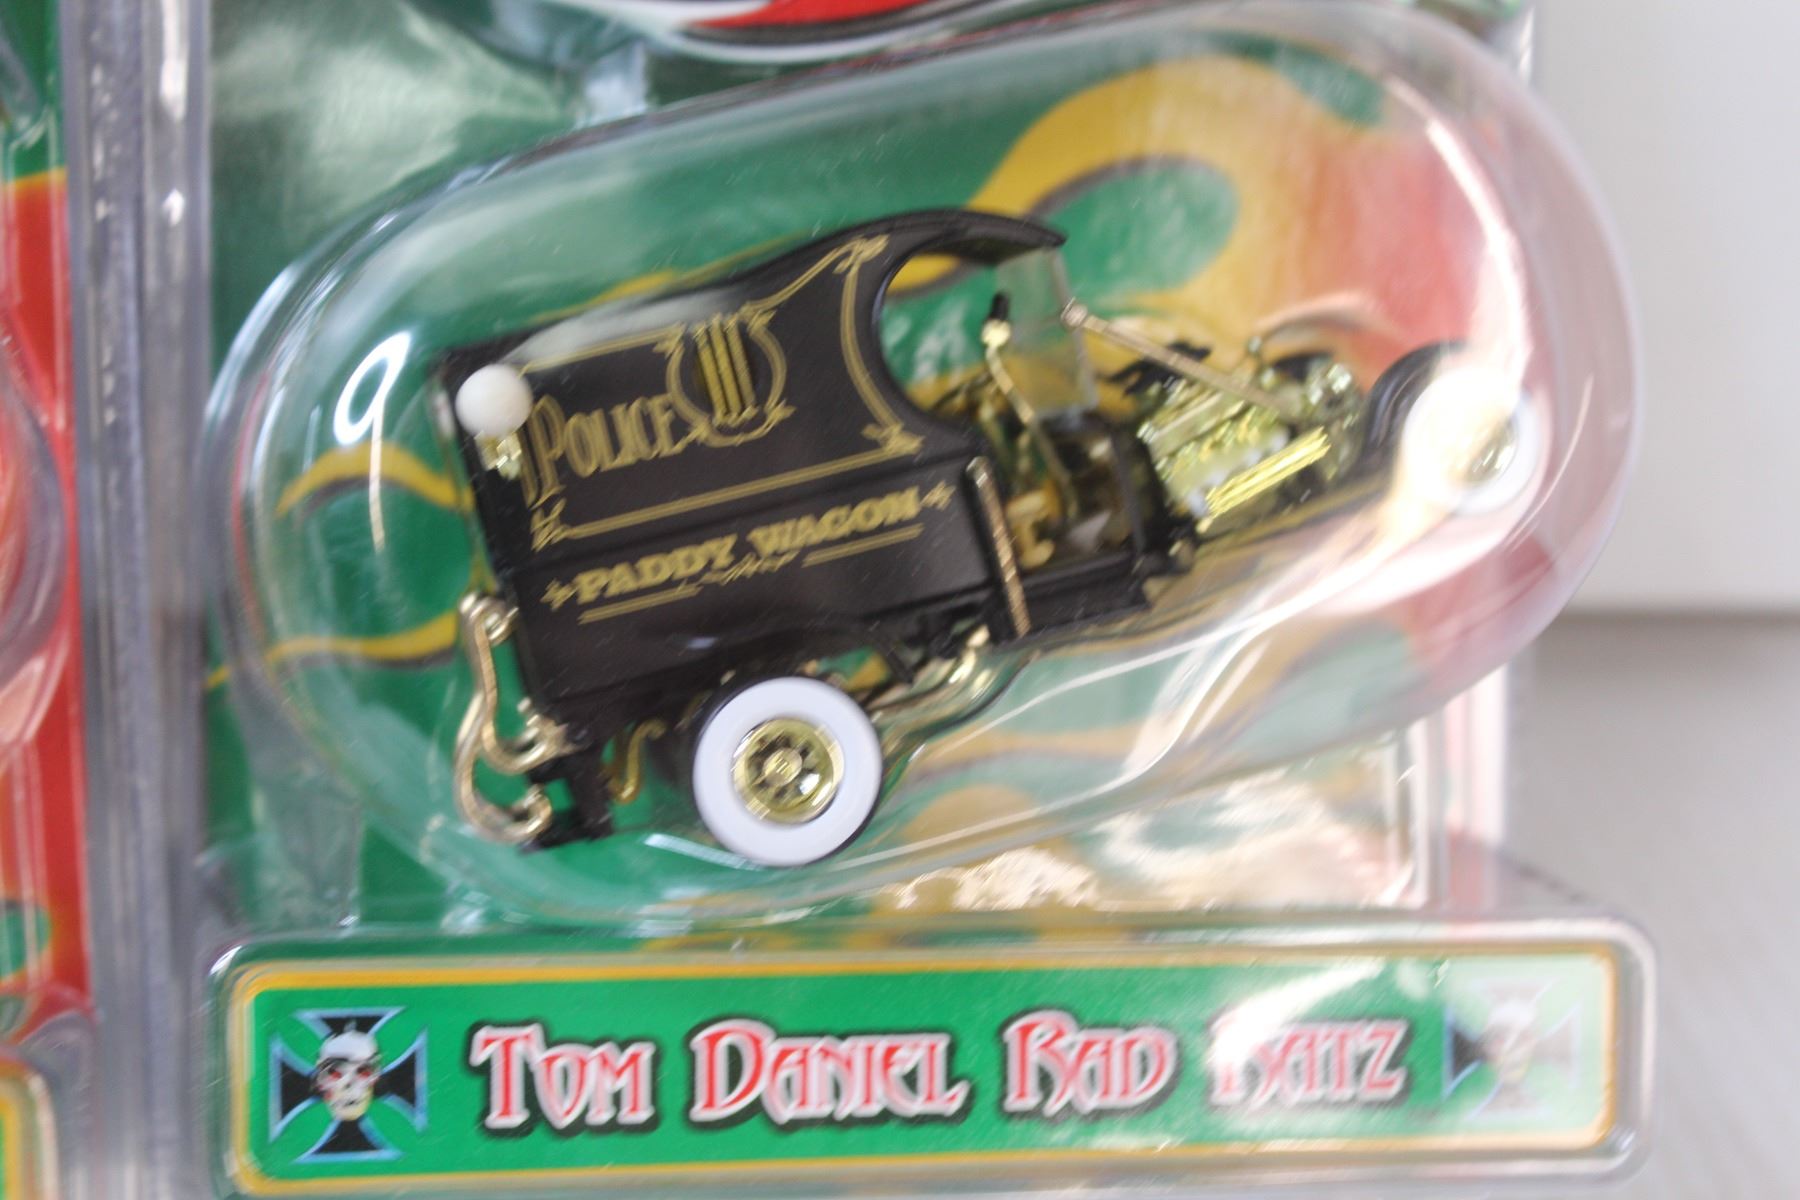 POLICE
PADDY WAGON
TOM DANIEL RAD RATZ